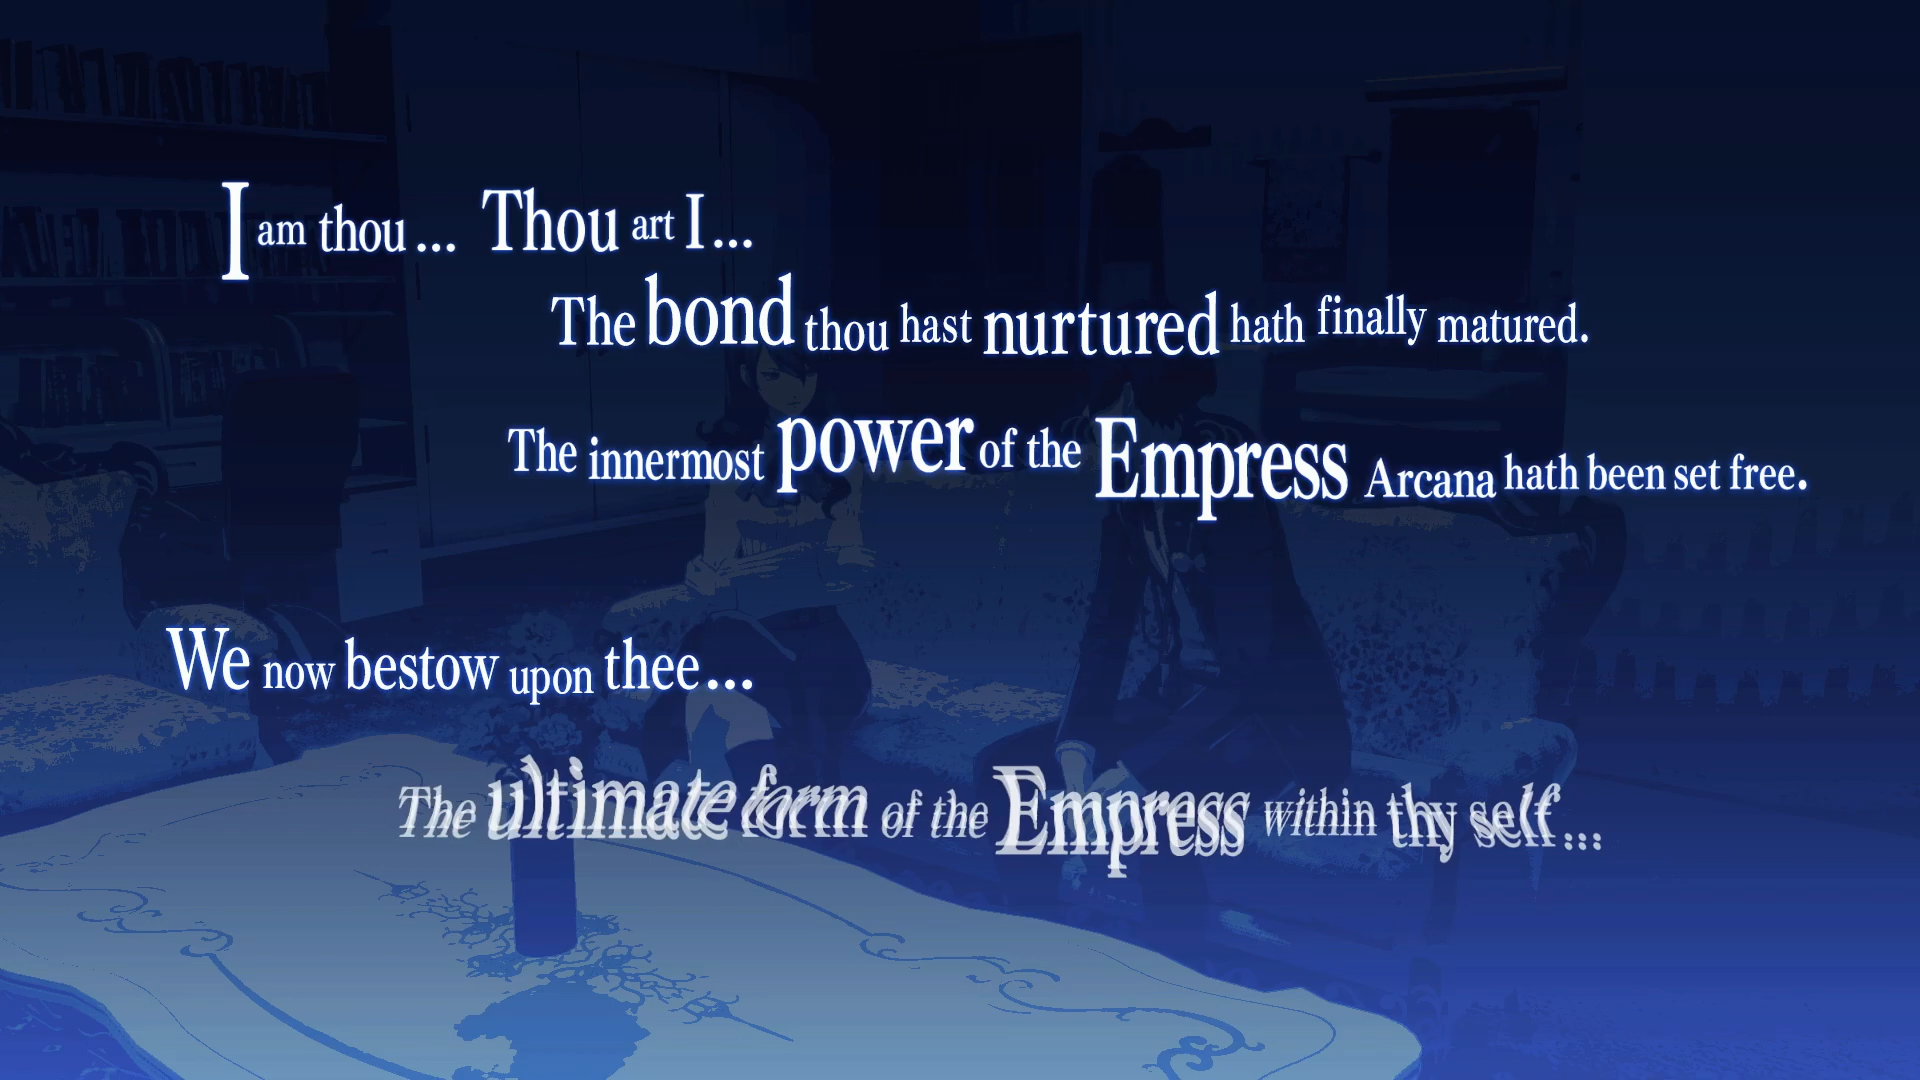 I am thou... Thou art I...
The bond thou hast nurtured hath finally matured.
The innermost power of the Empress Arcana hath been set free.
We now bestow upon thee...
The ultimate form of the Empress within thy self...